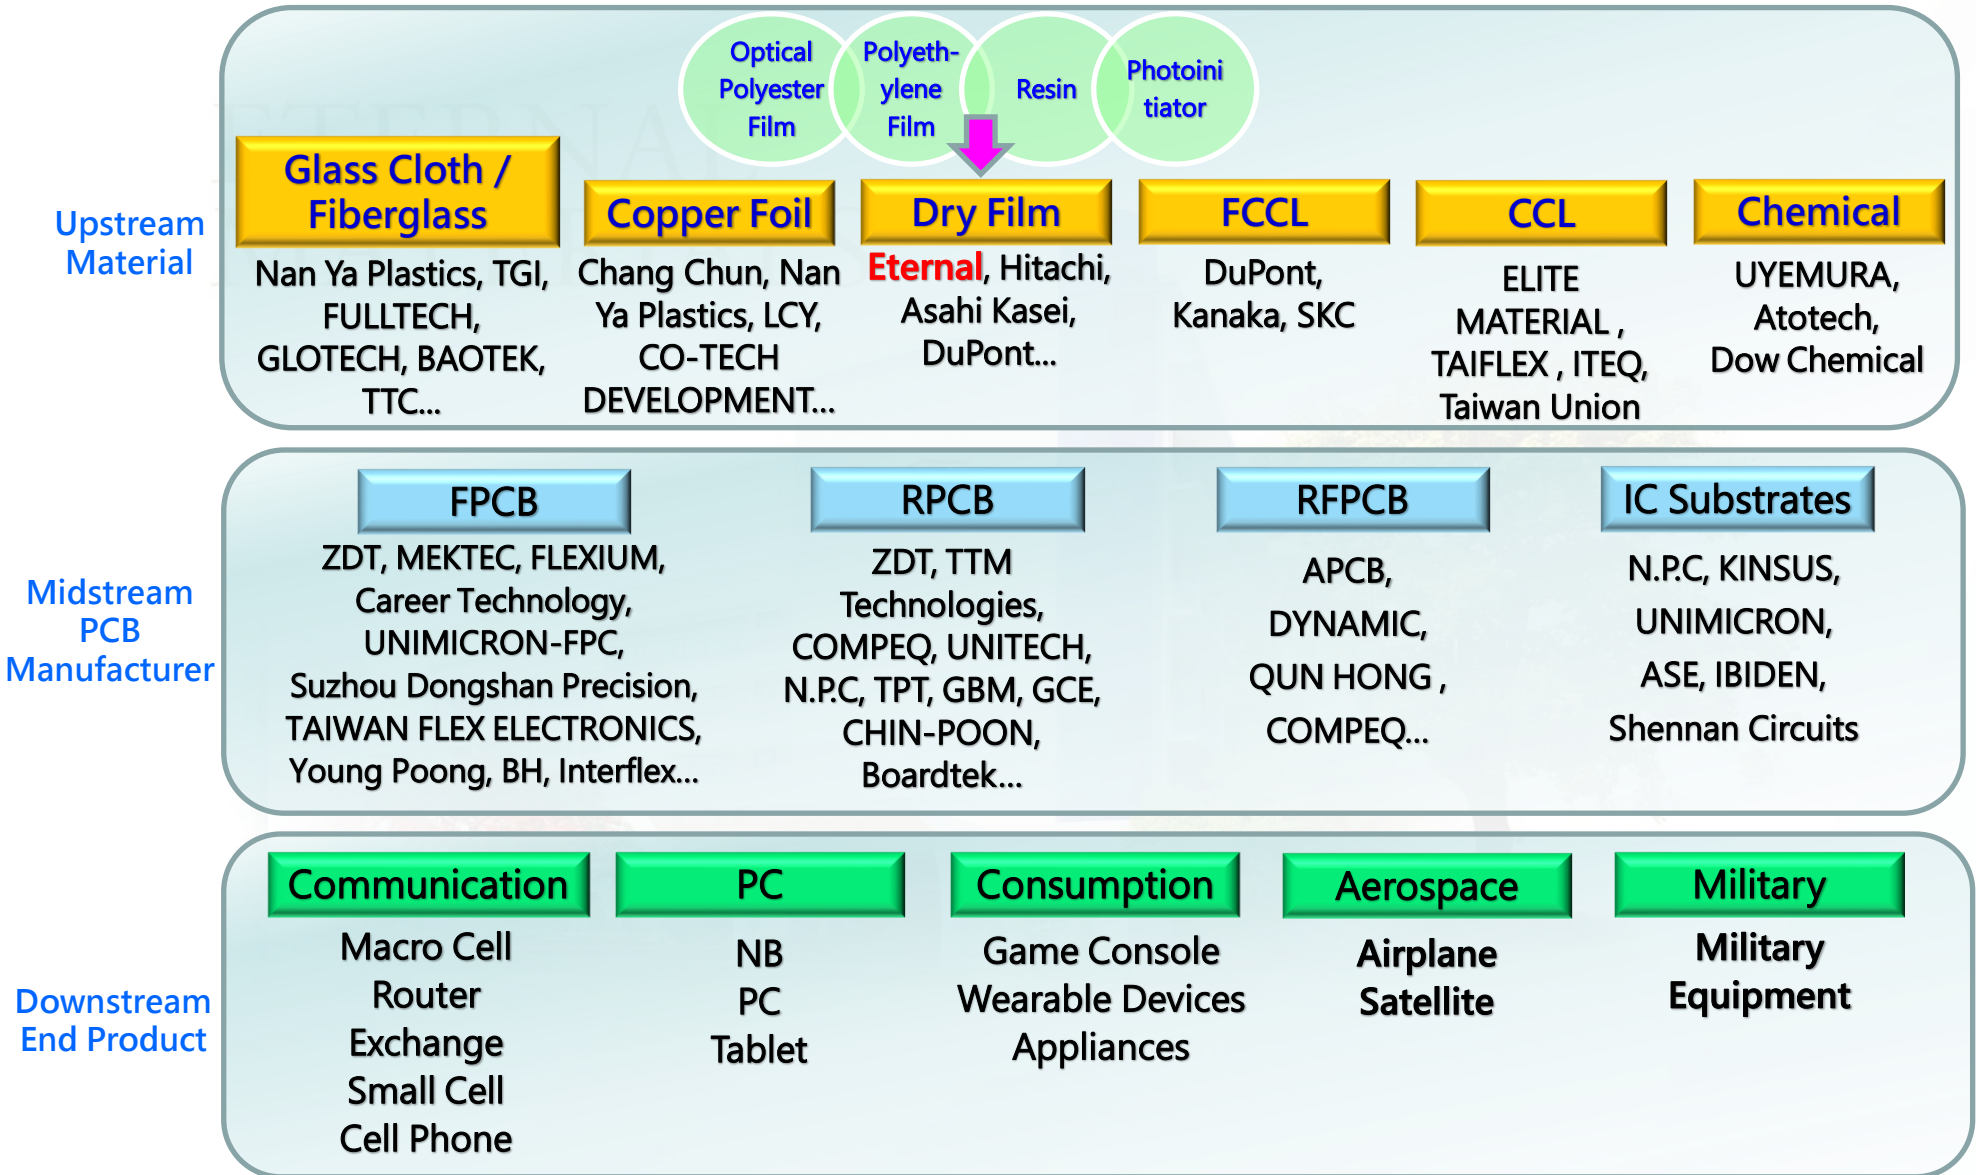 Optical
Polyester
Film
Polyeth-
ylene
Film
Resin
Photoini
tiator
Upstream
Material
Glass Cloth /
Fiberglass
Nan Ya Plastics, TGI,
FULLTECH,
GLOTECH, BAOTEK,
TTC...
Copper Foil
Chang Chun, Nan
Ya Plastics, LCY,
CO-TECH
DEVELOPMENT...
Dry Film
Eternal, Hitachi,
Asahi Kasei,
DuPont...
FCCL
DuPont,
Kanaka, SKC
CCL
ELITE
MATERIAL ,
TAIFLEX , ITEQ,
Taiwan Union
Chemical
UYEMURA,
Atotech,
Dow Chemical
Midstream
PCB
Manufacturer
FPCB
ZDT, MEKTEC, FLEXIUM,
Career Technology,
UNIMICRON-FPC,
Suzhou Dongshan Precision,
TAIWAN FLEX ELECTRONICS,
Young Poong, BH, Interflex...
RPCB
ZDT, TTM
Technologies,
COMPEQ, UNITECH,
N.P.C, TPT, GBM, GCE,
CHIN-POON,
Boardtek...
RFPCB
APCB,
DYNAMIC,
QUN HONG ,
COMPEQ...
IC Substrates
N.P.C, KINSUS,
UNIMICRON,
ASE, IBIDEN,
Shennan Circuits
Downstream
End Product
Communication
Macro Cell
Router
Exchange
Small Cell
Cell Phone
PC
NB
PC
Tablet
Consumption
Game Console
Wearable Devices
Appliances
Aerospace
Airplane
Satellite
Military
Military
Equipment